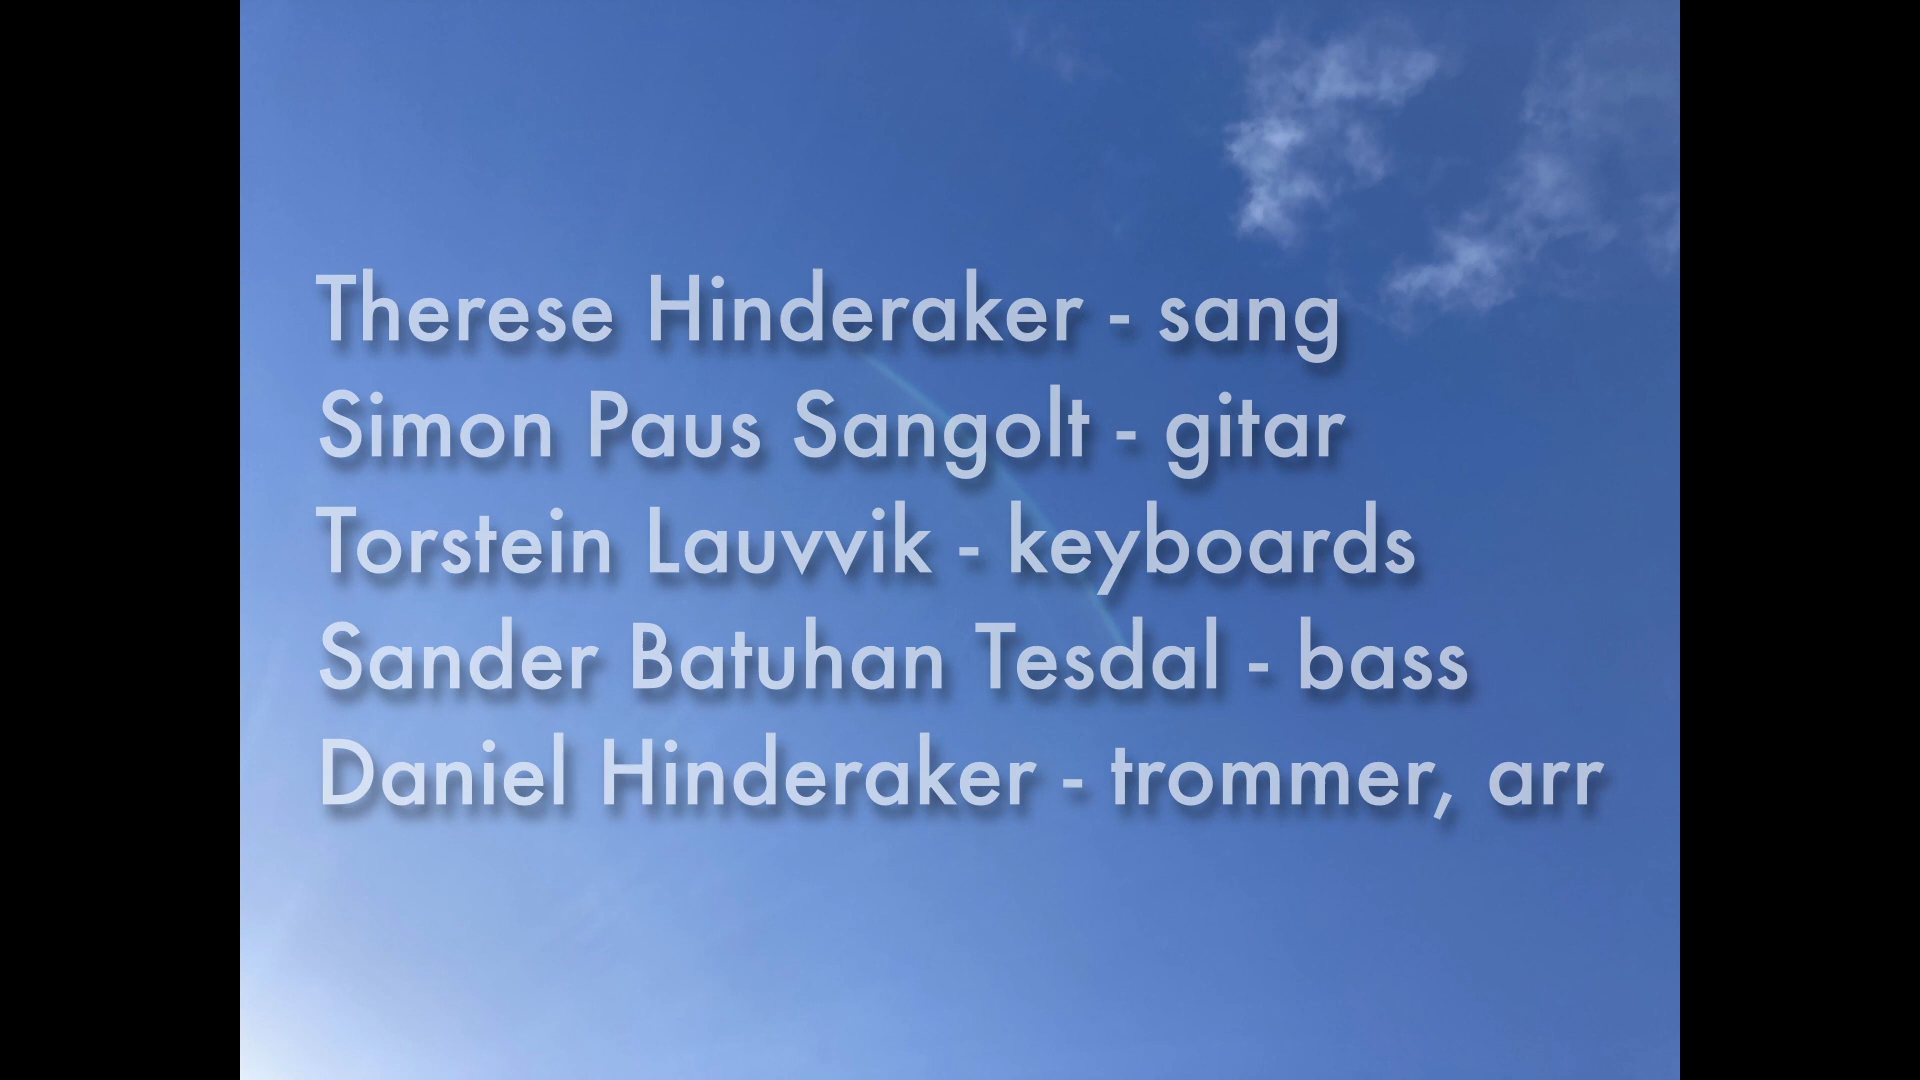 Therese Hinderaker - sang
Simon Paus Sangolt - gitar
Torstein Lauvvik - keyboards
Sander Batuhan Tesdal - bass
Daniel Hinderaker - trommer, arr